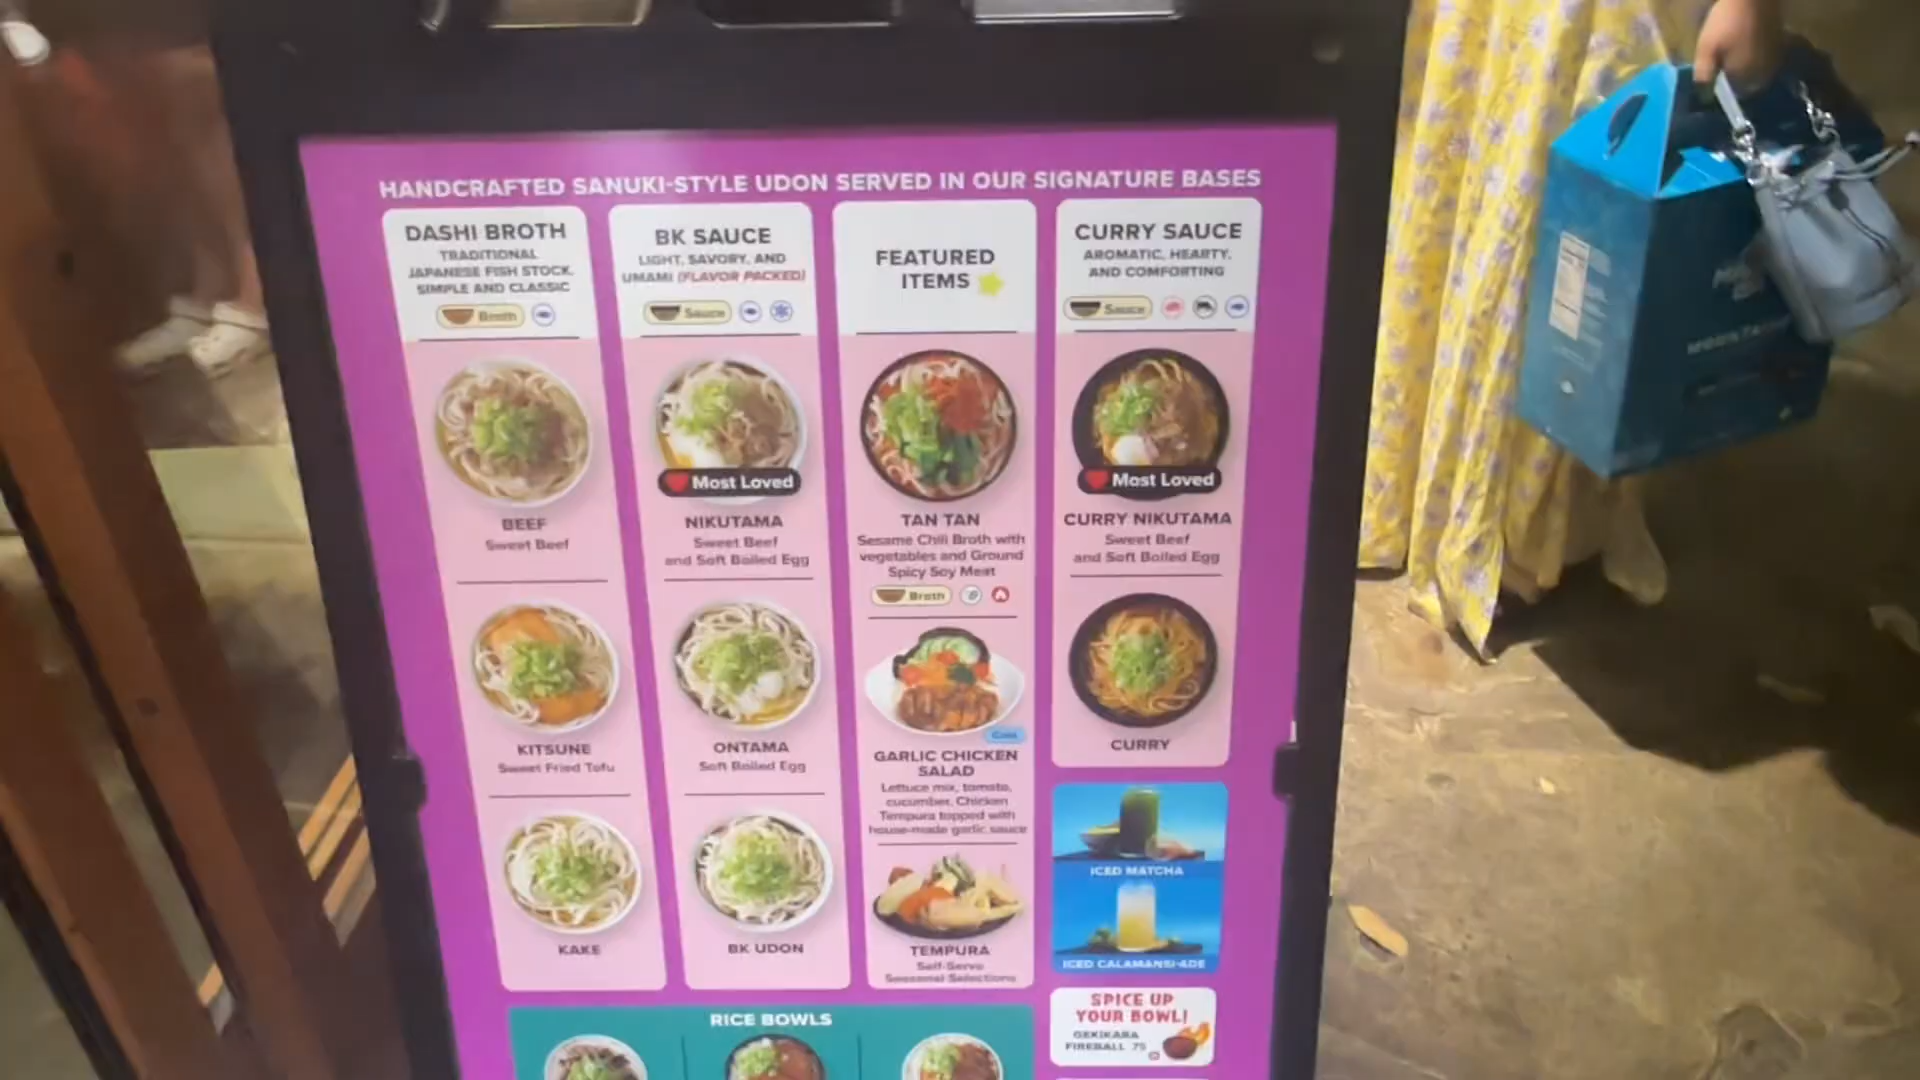 HANDCRAFTED SANUKI-STYLE UDON SERVED IN OUR SIGNATURE BASES
DASHI BROTH
TRADITIONAL
JAPANESE FISH STOCK.
SIMPLE AND CLASSIC
Broth
BEEF
Sweet Beef
KITSUNE
Sweet Fried Tofu
KAKE
BK SAUCE
LIGHT, SAVORY, AND
UMAMI (FLAVOR PACKED)
Sauce
Most Loved
NIKUTAMA
Sweet Beef
and Soft Boiled Egg
ONTAMA
Soft Boiled Egg
BK UDON
FEATURED
ITEMS
TAN TAN
Sesame Chili Broth with
vegetables and Ground
Spicy Soy Meat
Broth
GARLIC CHICKEN
SALAD
Lettuce mix, tomato,
cucumber, Chicken
Tempura topped with
house-made garlic sauce
TEMPURA
Self-Serve
Seasonal Selections
CURRY SAUCE
AROMATIC, HEARTY,
AND COMFORTING
Sauce
Most Loved
CURRY NIKUTAMA
Sweet Beef
and Soft Boiled Egg
CURRY
ICED MATCHA
ICED CALAMANSI-ADE
SPICE UP
YOUR BOWL!
GEKIKARA
FIREBALL .75
RICE BOWLS